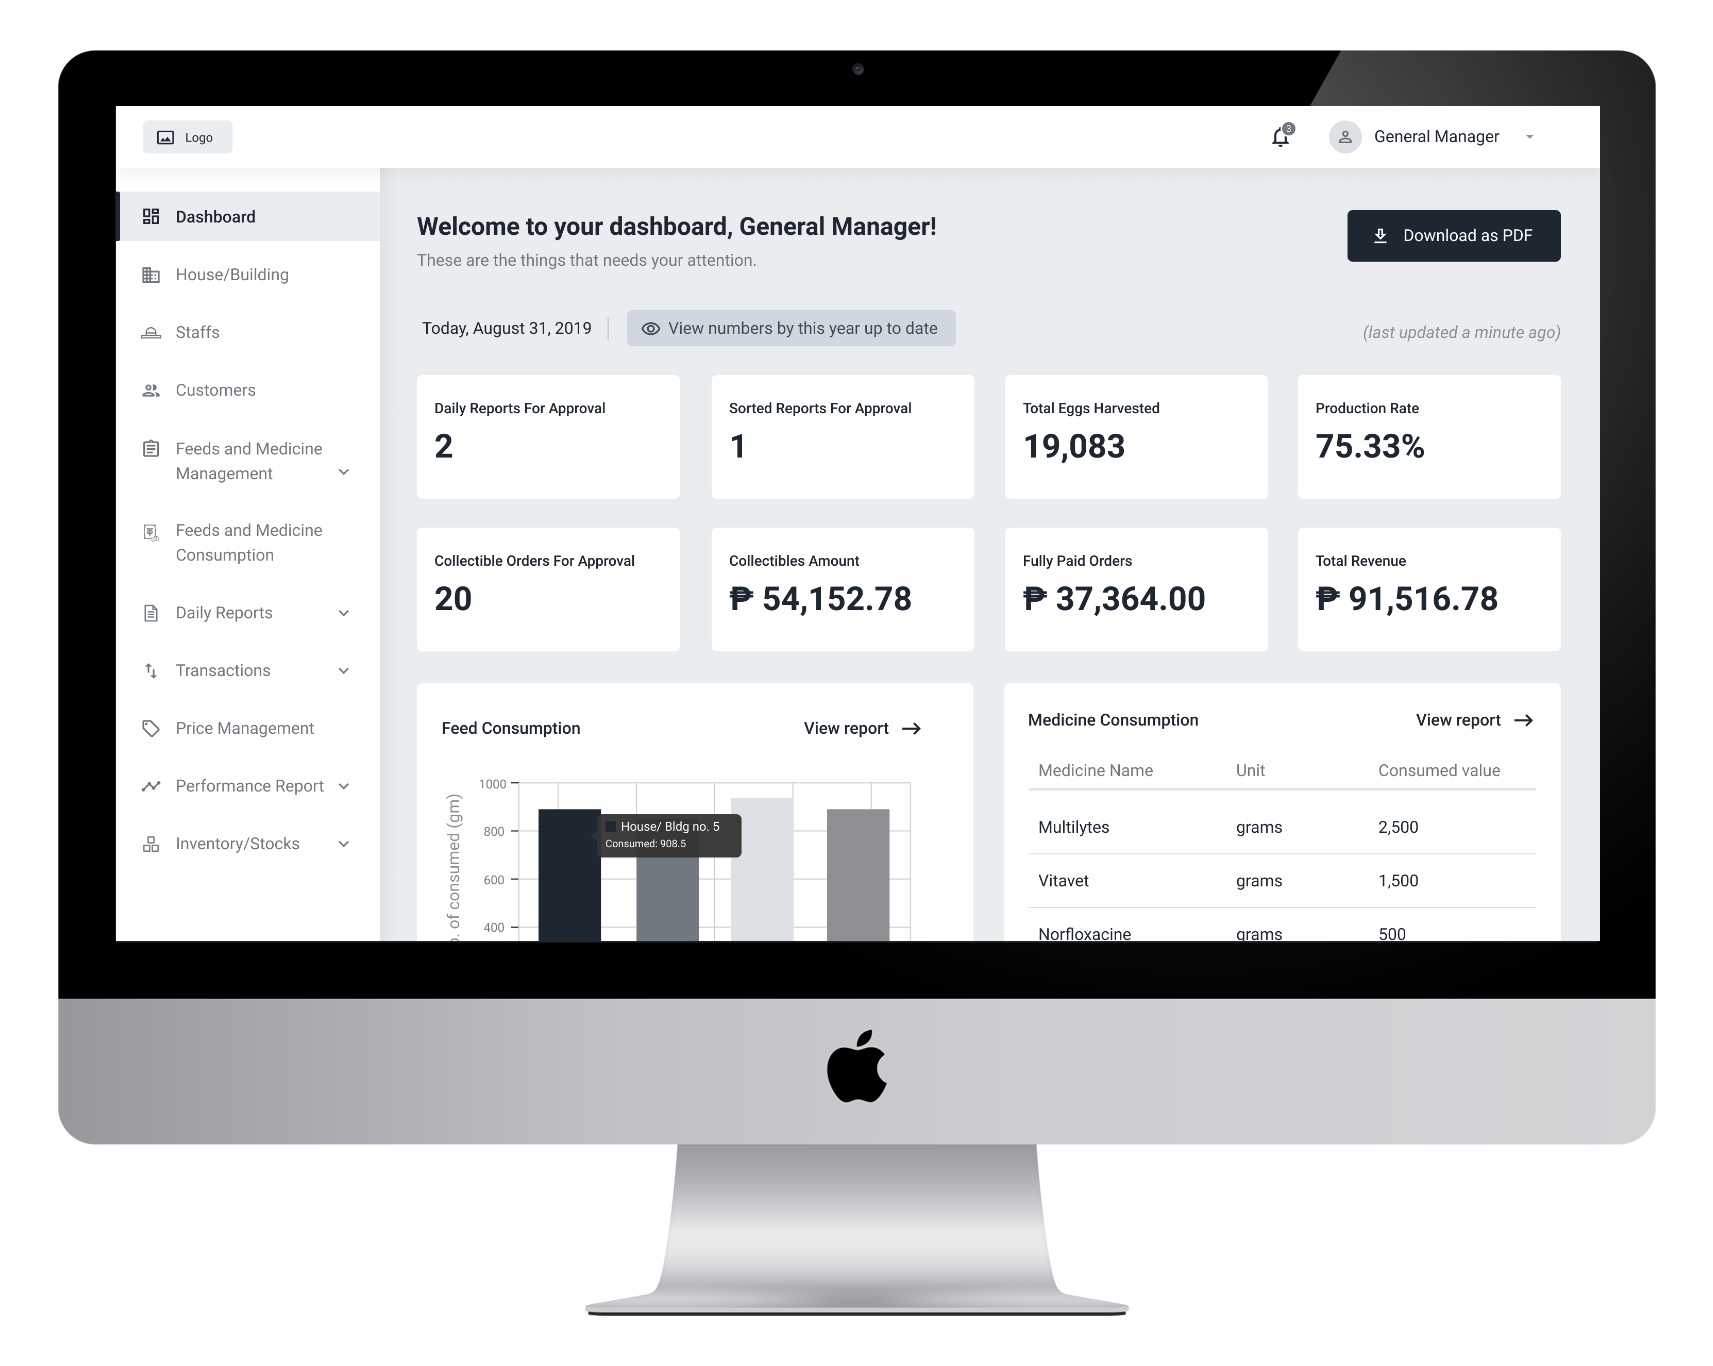 Logo
3
General Manager
Dashboard
House/Building
Staffs
Customers
Feeds and Medicine
Management
Feeds and Medicine
Consumption
Daily Reports
Transactions
Price Management
Performance Report
Inventory/Stocks
Welcome to your dashboard, General Manager!
These are the things that needs your attention.
Download as PDF
Today, August 31, 2019
View numbers by this year up to date
(last updated a minute ago)
Daily Reports For Approval
2
Sorted Reports For Approval
1
Total Eggs Harvested
19,083
Production Rate
75.33%
Collectible Orders For Approval
20
Collectibles Amount
₱ 54,152.78
Fully Paid Orders
₱ 37,364.00
Total Revenue
₱ 91,516.78
Feed Consumption
View report
1000
800
600
400
of consumed (gm)
House/ Bldg no. 5
Consumed: 908.5
Medicine Consumption
View report
Medicine Name Unit Consumed value
Multilytes grams 2,500
Vitavet grams 1,500
Norfloxacine grams 500